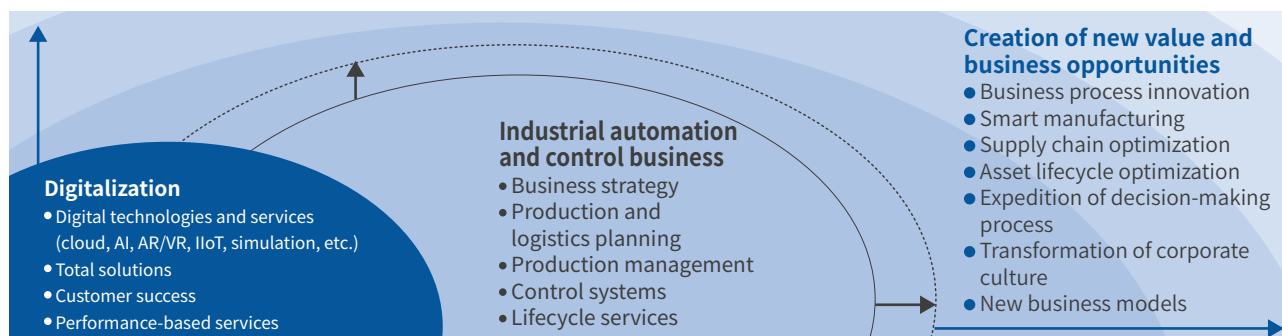 Digitalization
• Digital technologies and services
(cloud, AI, AR/VR, IIoT, simulation, etc.)
• Total solutions
• Customer success
• Performance-based services
Industrial automation
and control business
• Business strategy
• Production and
logistics planning
• Production management
• Control systems
• Lifecycle services
Creation of new value and
business opportunities
• Business process innovation
• Smart manufacturing
• Supply chain optimization
• Asset lifecycle optimization
• Expedition of decision-making
process
• Transformation of corporate
culture
• New business models